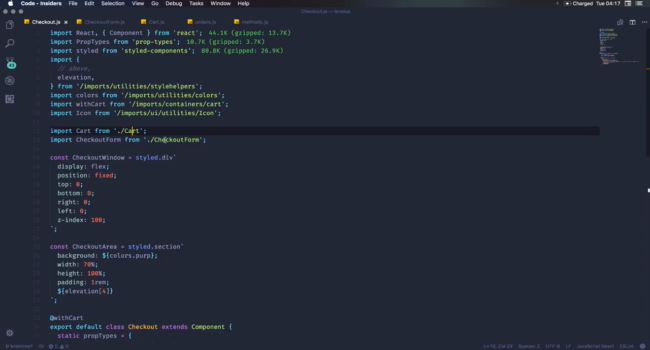 Code - Insiders File Edit Selection View Go Debug Tasks Window Help Charged Tue 04:17
Checkout.js
Checkout.js CheckoutForm.js Cart.js orders.js methods.js
import React, { Component } from 'react'; 44.1K (gzipped: 13.7K)
import PropTypes from 'prop-types'; 10.7K (gzipped: 3.7K)
import styled from 'styled-components'; 80.0K (gzipped: 26.9K)
import {
// above,
elevation,
} from '/imports/utilities/stylehelpers';
import colors from '/imports/utilities/colors';
import withCart from '/imports/containers/cart';
import Icon from '/imports/ui/utilities/Icon';
import Cart from './Cart';
import CheckoutForm from './CheckoutForm';
const CheckoutWindow = styled.div`
display: flex;
position: fixed;
top: 0;
bottom: 0;
right: 0;
left: 0;
z-index: 100;
`;
const CheckoutArea = styled.section`
background: ${colors.purp};
width: 70%;
height: 100%;
padding: 1rem;
${elevation[4]}
`;
@withCart
export default class Checkout extends Component {
static propTypes = {
Spaces: 2 UTF-8 LF JavaScript React ESLint